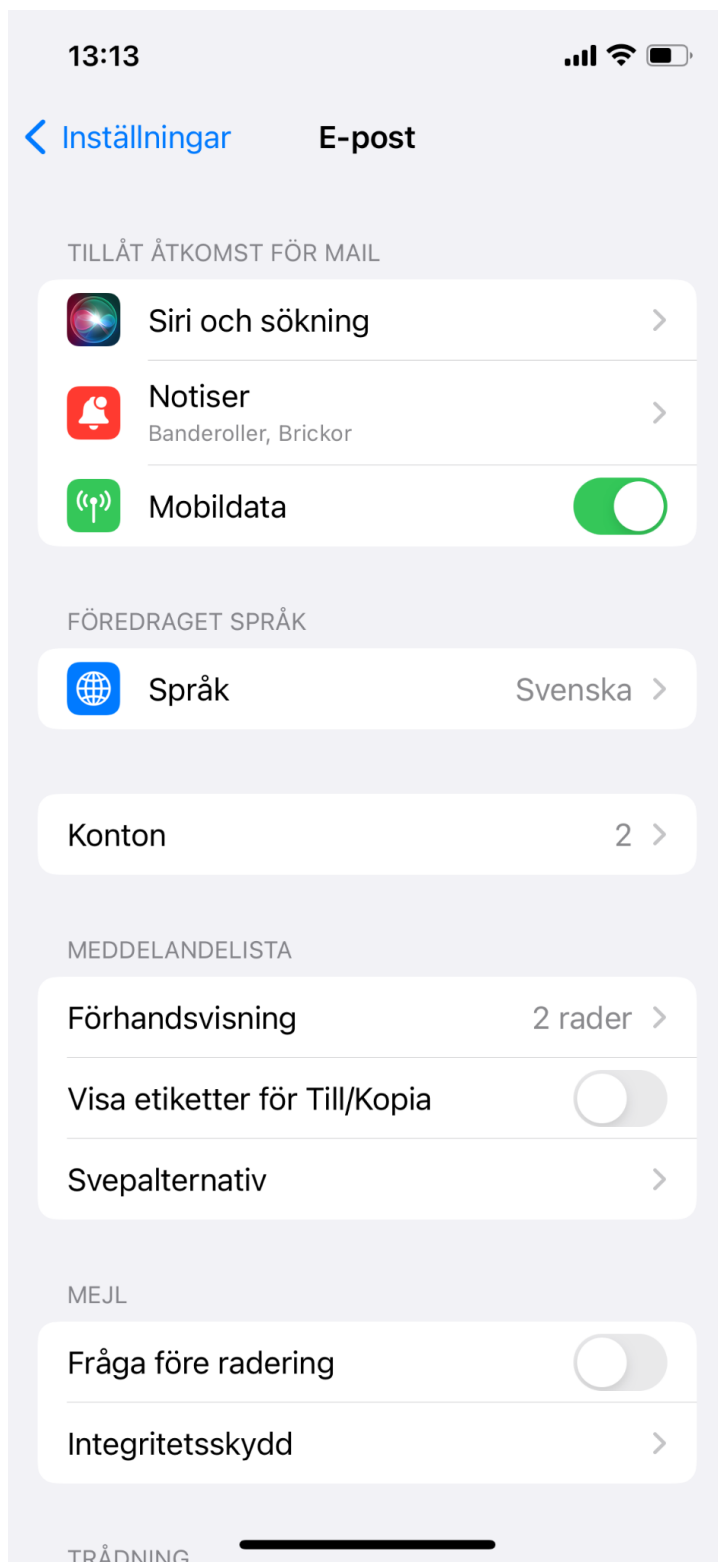 13:13
Inställningar
E-post
TILLÅT ÅTKOMST FÖR MAIL
Siri och sökning
Notiser
Banderoller, Brickor
Mobildata
FÖREDRAGET SPRÅK
Språk
Svenska
Konton
2
MEDDELANDELISTA
Förhandsvisning
2 rader
Visa etiketter för Till/Kopia
Svepalternativ
MEJL
Fråga före radering
Integritetsskydd
TRÅDNING